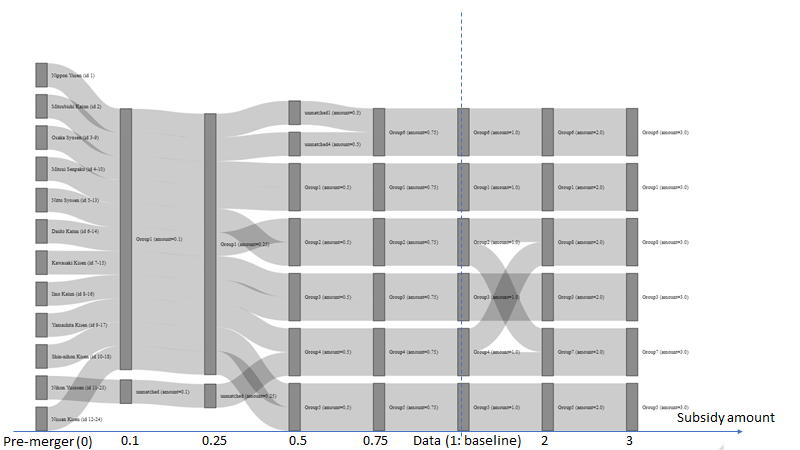 Nippon Yusen (id 1)
Mitsubishi Kaiun (id 2)
Osaka Syosen (id 3-9)
Mitsui Senpaku (id 4-10)
Nitto Syosen (id 5-13)
Daido Kaiun (id 6-14)
Kawasaki Kisen (id 7-15)
Iino Kaiun (id 8-16)
Yamashita Kisen (id 9-17)
Shin-nihon Kisen (id 10-18)
Nihon (id 11-23)
Nissan Kisen (id 12-24)
Group1 (amount=0.1)
unmatched (amount=0.1)
Group1 (amount=0.25)
unmatched (amount=0.25)
unmatched1 (amount=0.5)
unmatched4 (amount=0.5)
Group1 (amount=0.5)
Group2 (amount=0.5)
Group3 (amount=0.5)
Group4 (amount=0.5)
Group5 (amount=0.5)
Group6 (amount=0.75)
Group1 (amount=0.75)
Group2 (amount=0.75)
Group3 (amount=0.75)
Group4 (amount=0.75)
Group5 (amount=0.75)
Group6 (amount=1.0)
Group1 (amount=1.0)
Group2 (amount=1.0)
Group3 (amount=1.0)
Group4 (amount=1.0)
Group5 (amount=1.0)
Group6 (amount=2.0)
Group1 (amount=2.0)
Group8 (amount=2.0)
Group3 (amount=2.0)
Group7 (amount=2.0)
Group5 (amount=2.0)
Group6 (amount=3.0)
Group1 (amount=3.0)
Group8 (amount=3.0)
Group3 (amount=3.0)
Group7 (amount=3.0)
Group5 (amount=3.0)
Subsidy amount
Pre-merger (0) 0.1 0.25 0.5 0.75 Data (1: baseline) 2 3